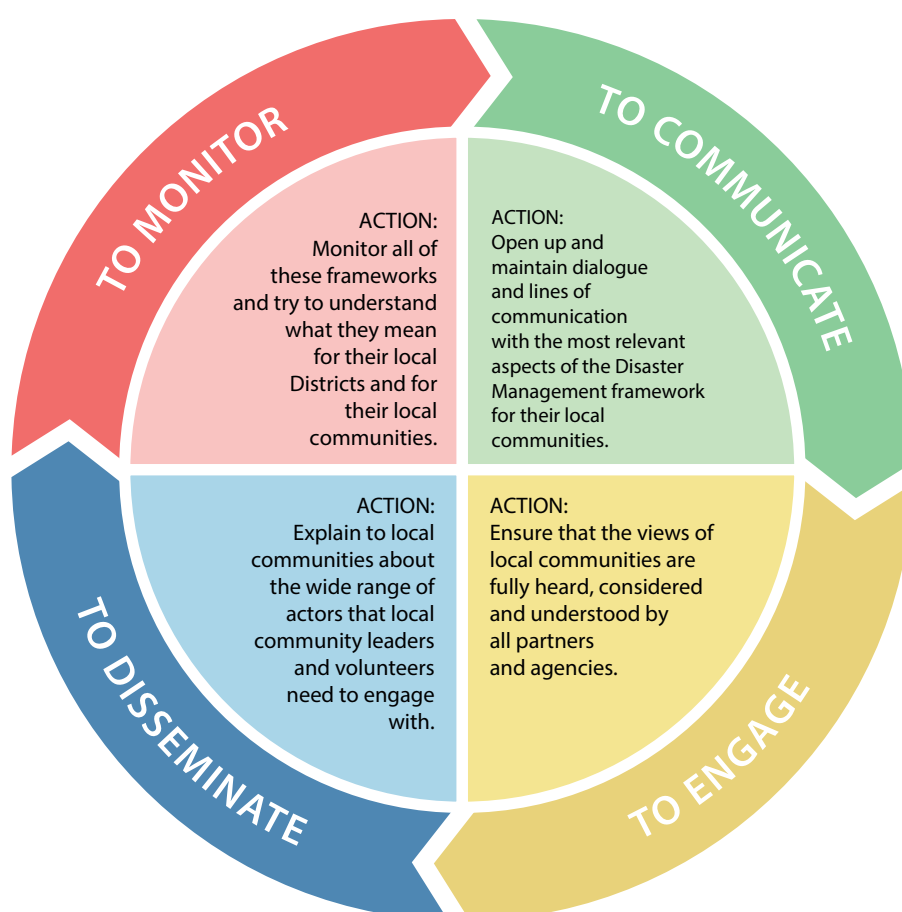 TO MONITOR
ACTION:
Monitor all of
these frameworks
and try to understand
what they mean
for their local
Districts and for
their local
communities.
TO COMMUNICATE
ACTION:
Open up and
maintain dialogue
and lines of
communication
with the most relevant
aspects of the Disaster
Management framework
for their local
communities.
TO ENGAGE
ACTION:
Ensure that the views of
local communities are
fully heard, considered
and understood by
all partners
and agencies.
TO DISSEMINATE
ACTION:
Explain to local
communities about
the wide range of
actors that local
community leaders
and volunteers
need to engage
with.